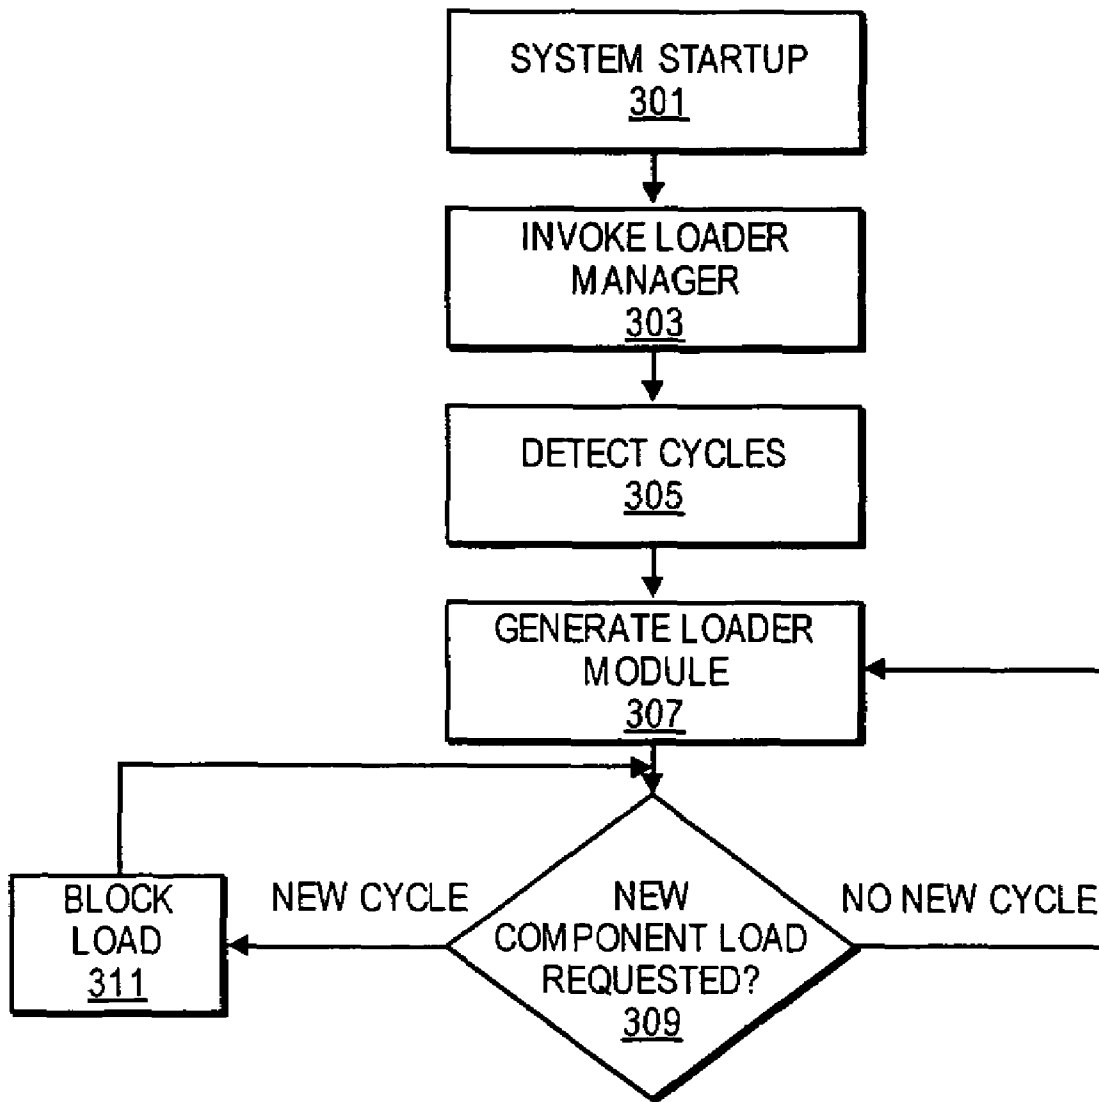 SYSTEM STARTUP
301
INVOKE LOADER
MANAGER
303
DETECT CYCLES
305
GENERATE LOADER
MODULE
307
BLOCK
LOAD
311
NEW CYCLE
NEW
COMPONENT LOAD
REQUESTED?
309
NO NEW CYCLE